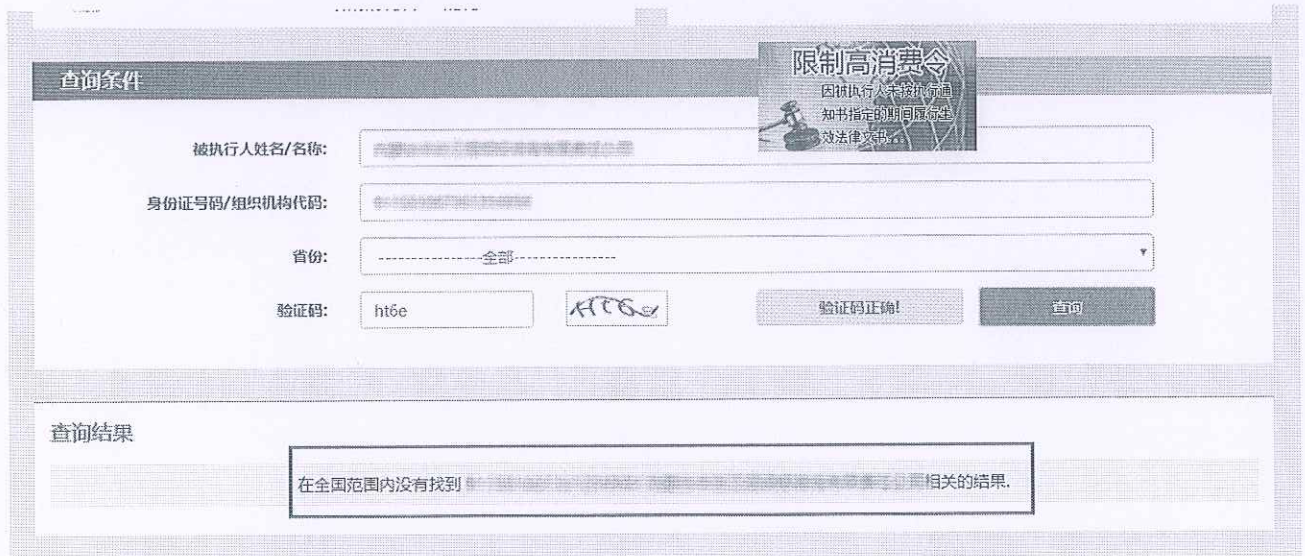 查询条件
限制高消费令
因被执行人未按执行通
知书指定的期间履行生
效法律文书...
被执行人姓名/名称:
身份证号码/组织机构代码:
省份:
-----------------全部-----------------
验证码:
ht6e
HT6e
验证码正确!
查询
查询结果
在全国范围内没有找到 相关的结果.